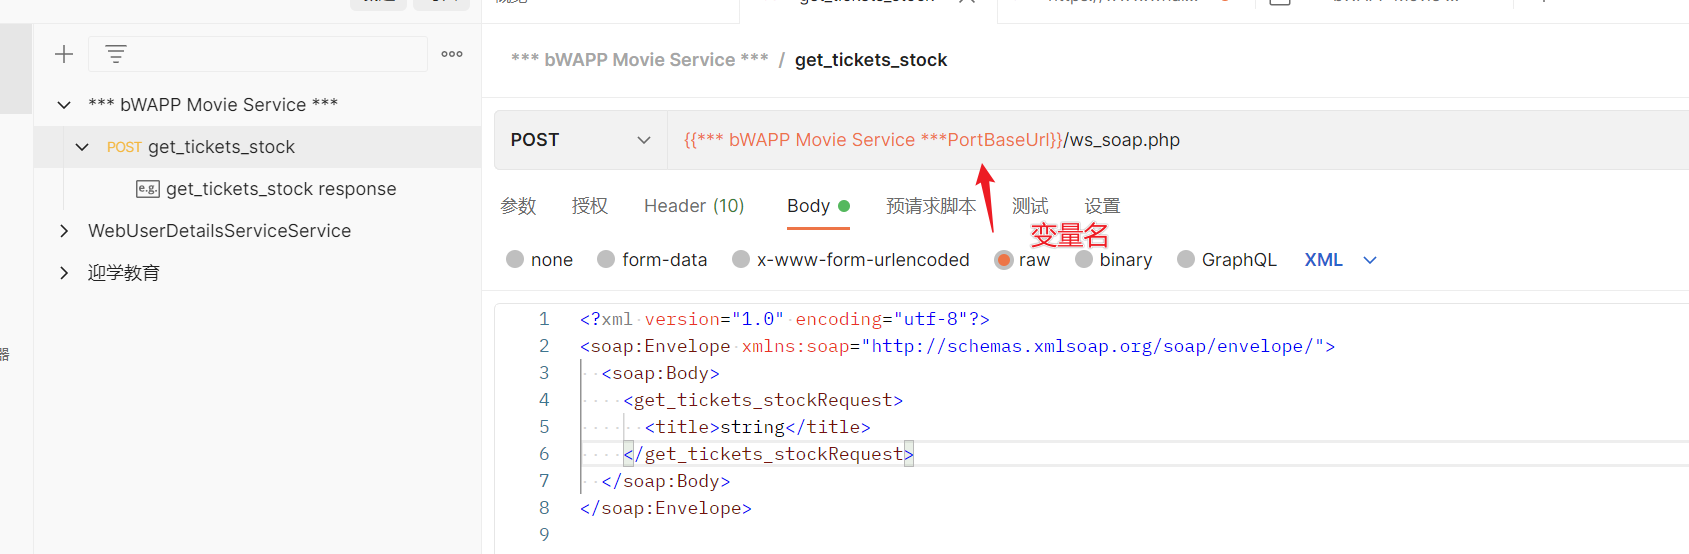 get_tickets_stock
*** bWAPP Movie Service *** / get_tickets_stock
*** bWAPP Movie Service ***
POST get_tickets_stock
e.g. get_tickets_stock response
WebUserDetailsServiceService
迎学教育
器
POST {{*** bWAPP Movie Service ***PortBaseUrl}}/ws_soap.php
参数 授权 Header (10) Body 预请求脚本 测试 设置
变量名
none form-data x-www-form-urlencoded raw binary GraphQL XML
1 <?xml version="1.0" encoding="utf-8"?>
2 <soap:Envelope xmlns:soap="http://schemas.xmlsoap.org/soap/envelope/">
3 <soap:Body>
4 <get_tickets_stockRequest>
5 <title>string</title>
6 </get_tickets_stockRequest>
7 </soap:Body>
8 </soap:Envelope>
9